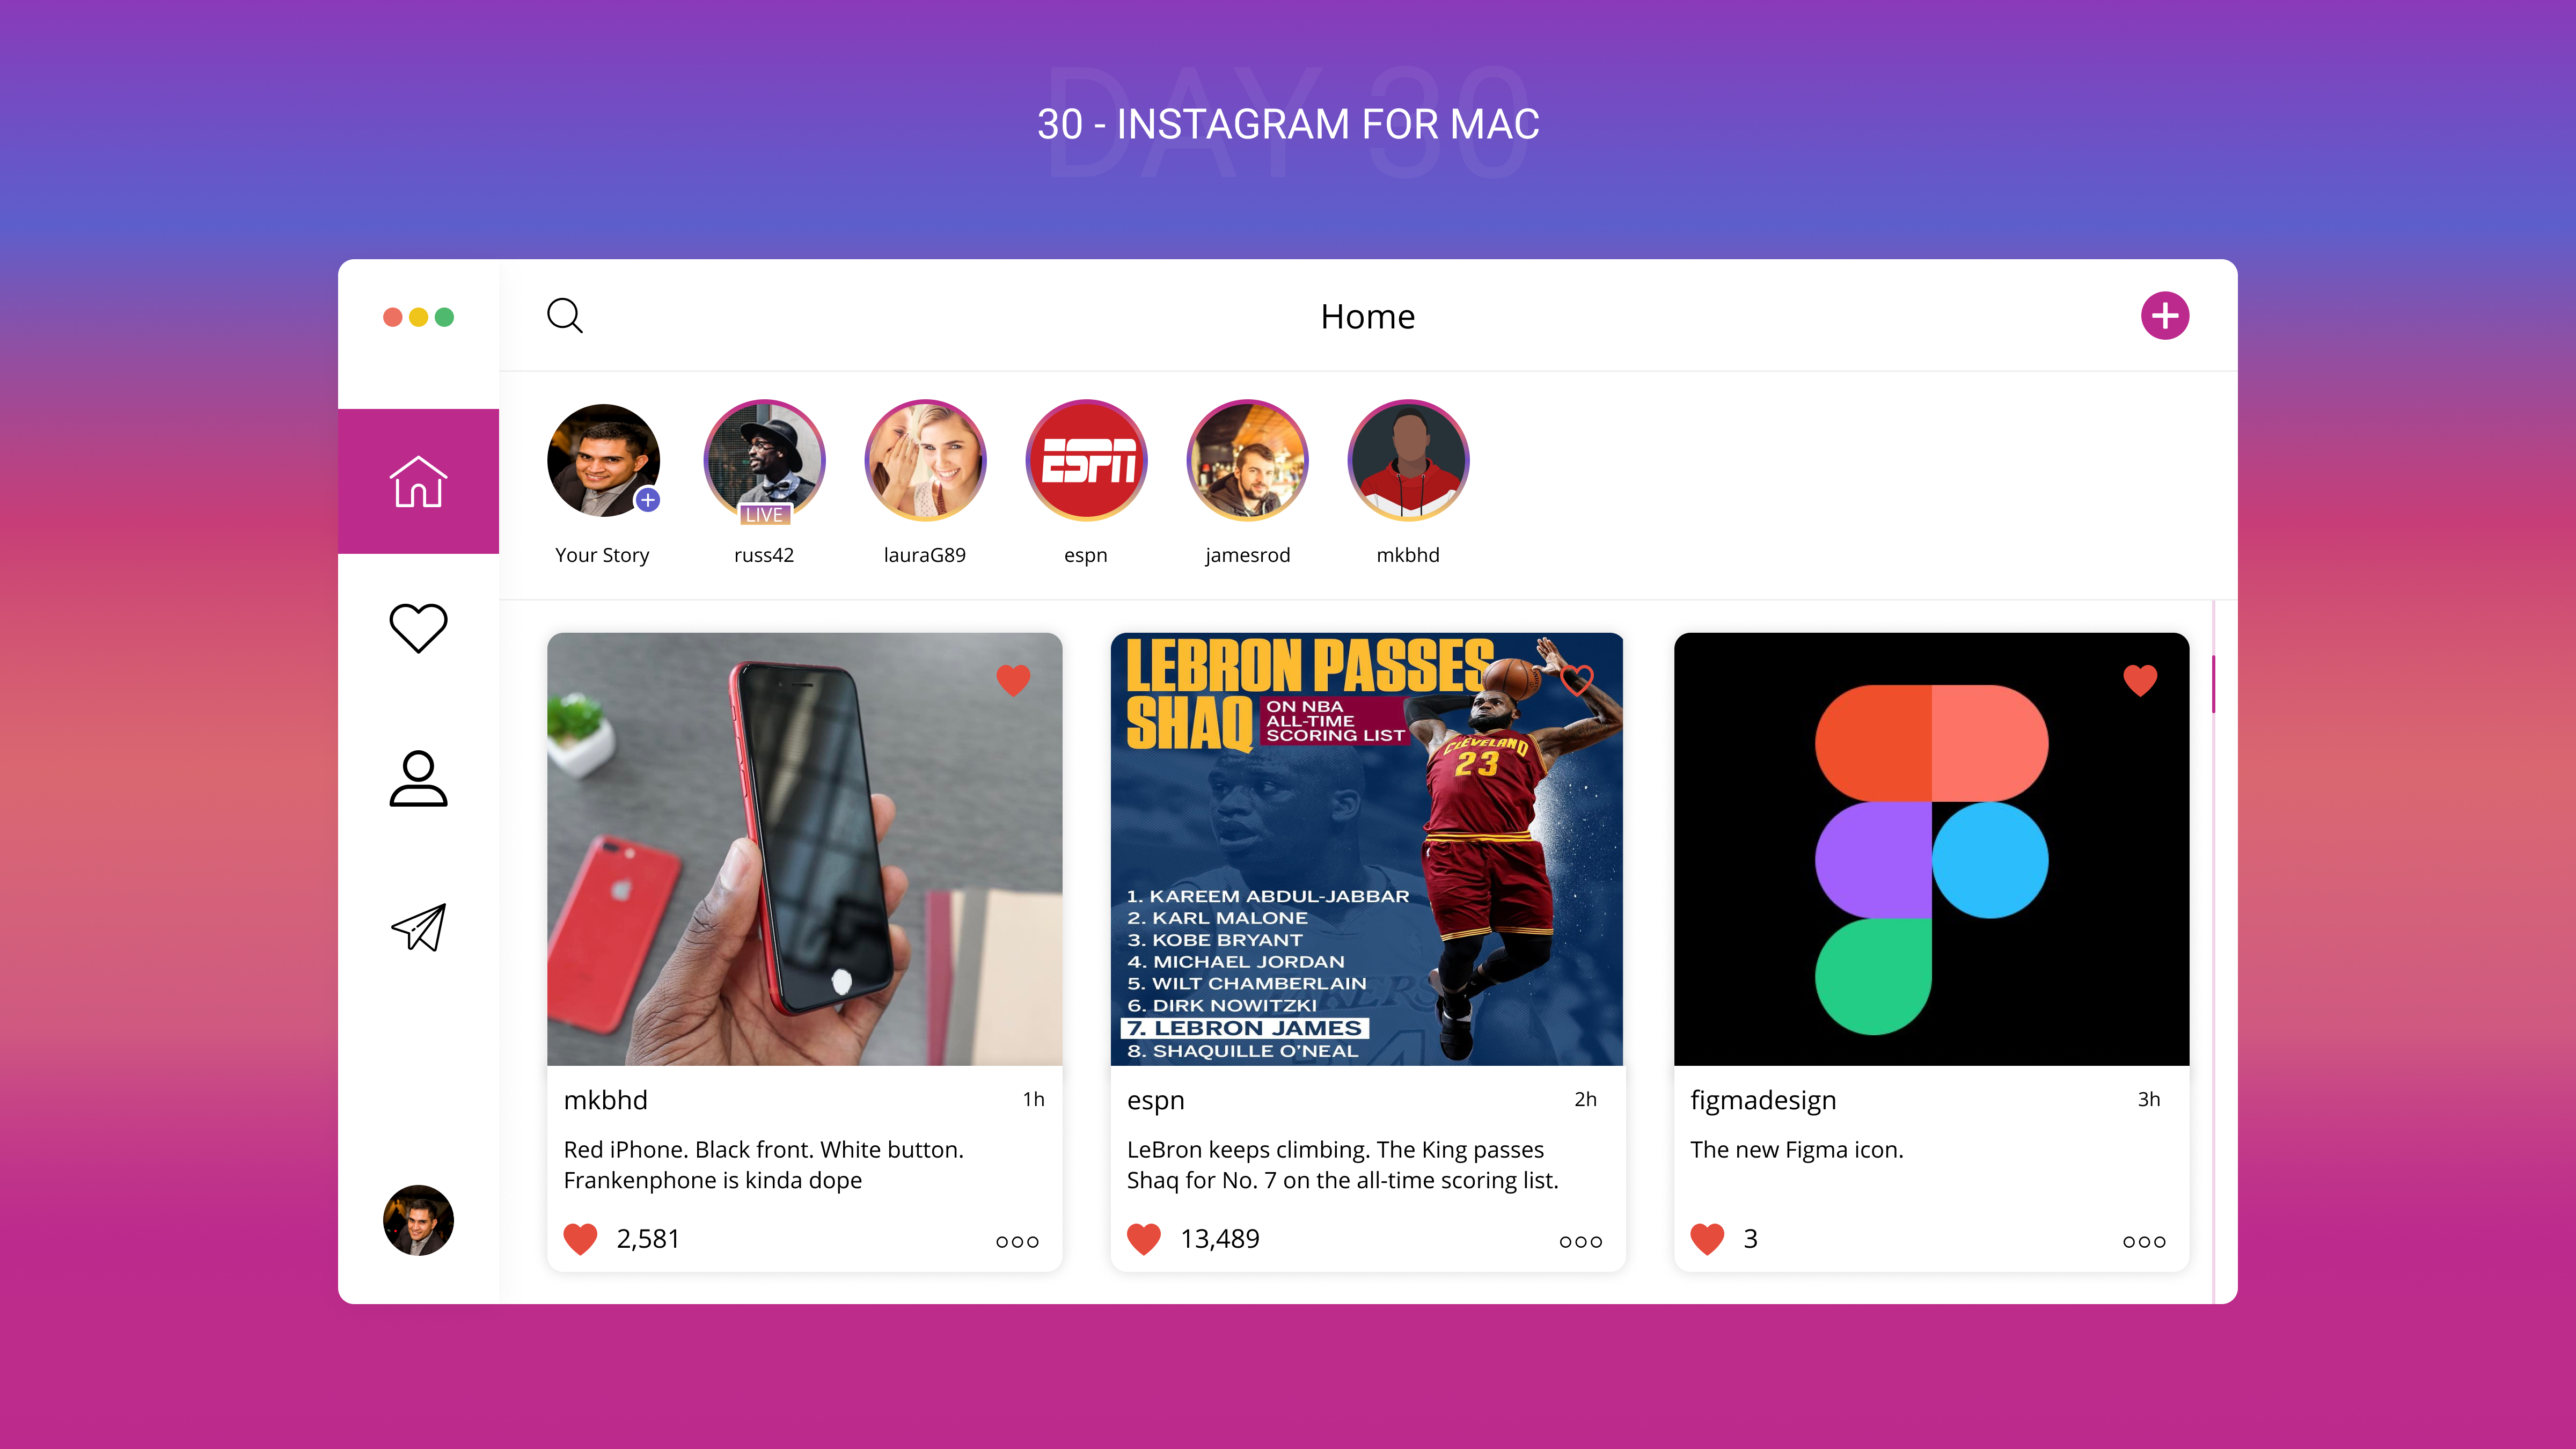 DAY 30
30 - INSTAGRAM FOR MAC
Home
ESPN
LIVE
Your Story
russ42
lauraG89
espn
jamesrod
mkbhd
LEBRON PASSES
SHAQ
ON NBA
ALL-TIME
SCORING LIST
CLEVELAND
23
1. KAREEM ABDUL-JABBAR
2. KARL MALONE
3. KOBE BRYANT
4. MICHAEL JORDAN
5. WILT CHAMBERLAIN
6. DIRK NOWITZKI
7. LEBRON JAMES
8. SHAQUILLE O'NEAL
mkbhd
1h
Red iPhone. Black front. White button.
Frankenphone is kinda dope
2,581
espn
2h
LeBron keeps climbing. The King passes
Shaq for No. 7 on the all-time scoring list.
13,489
figmadesign
3h
The new Figma icon.
3